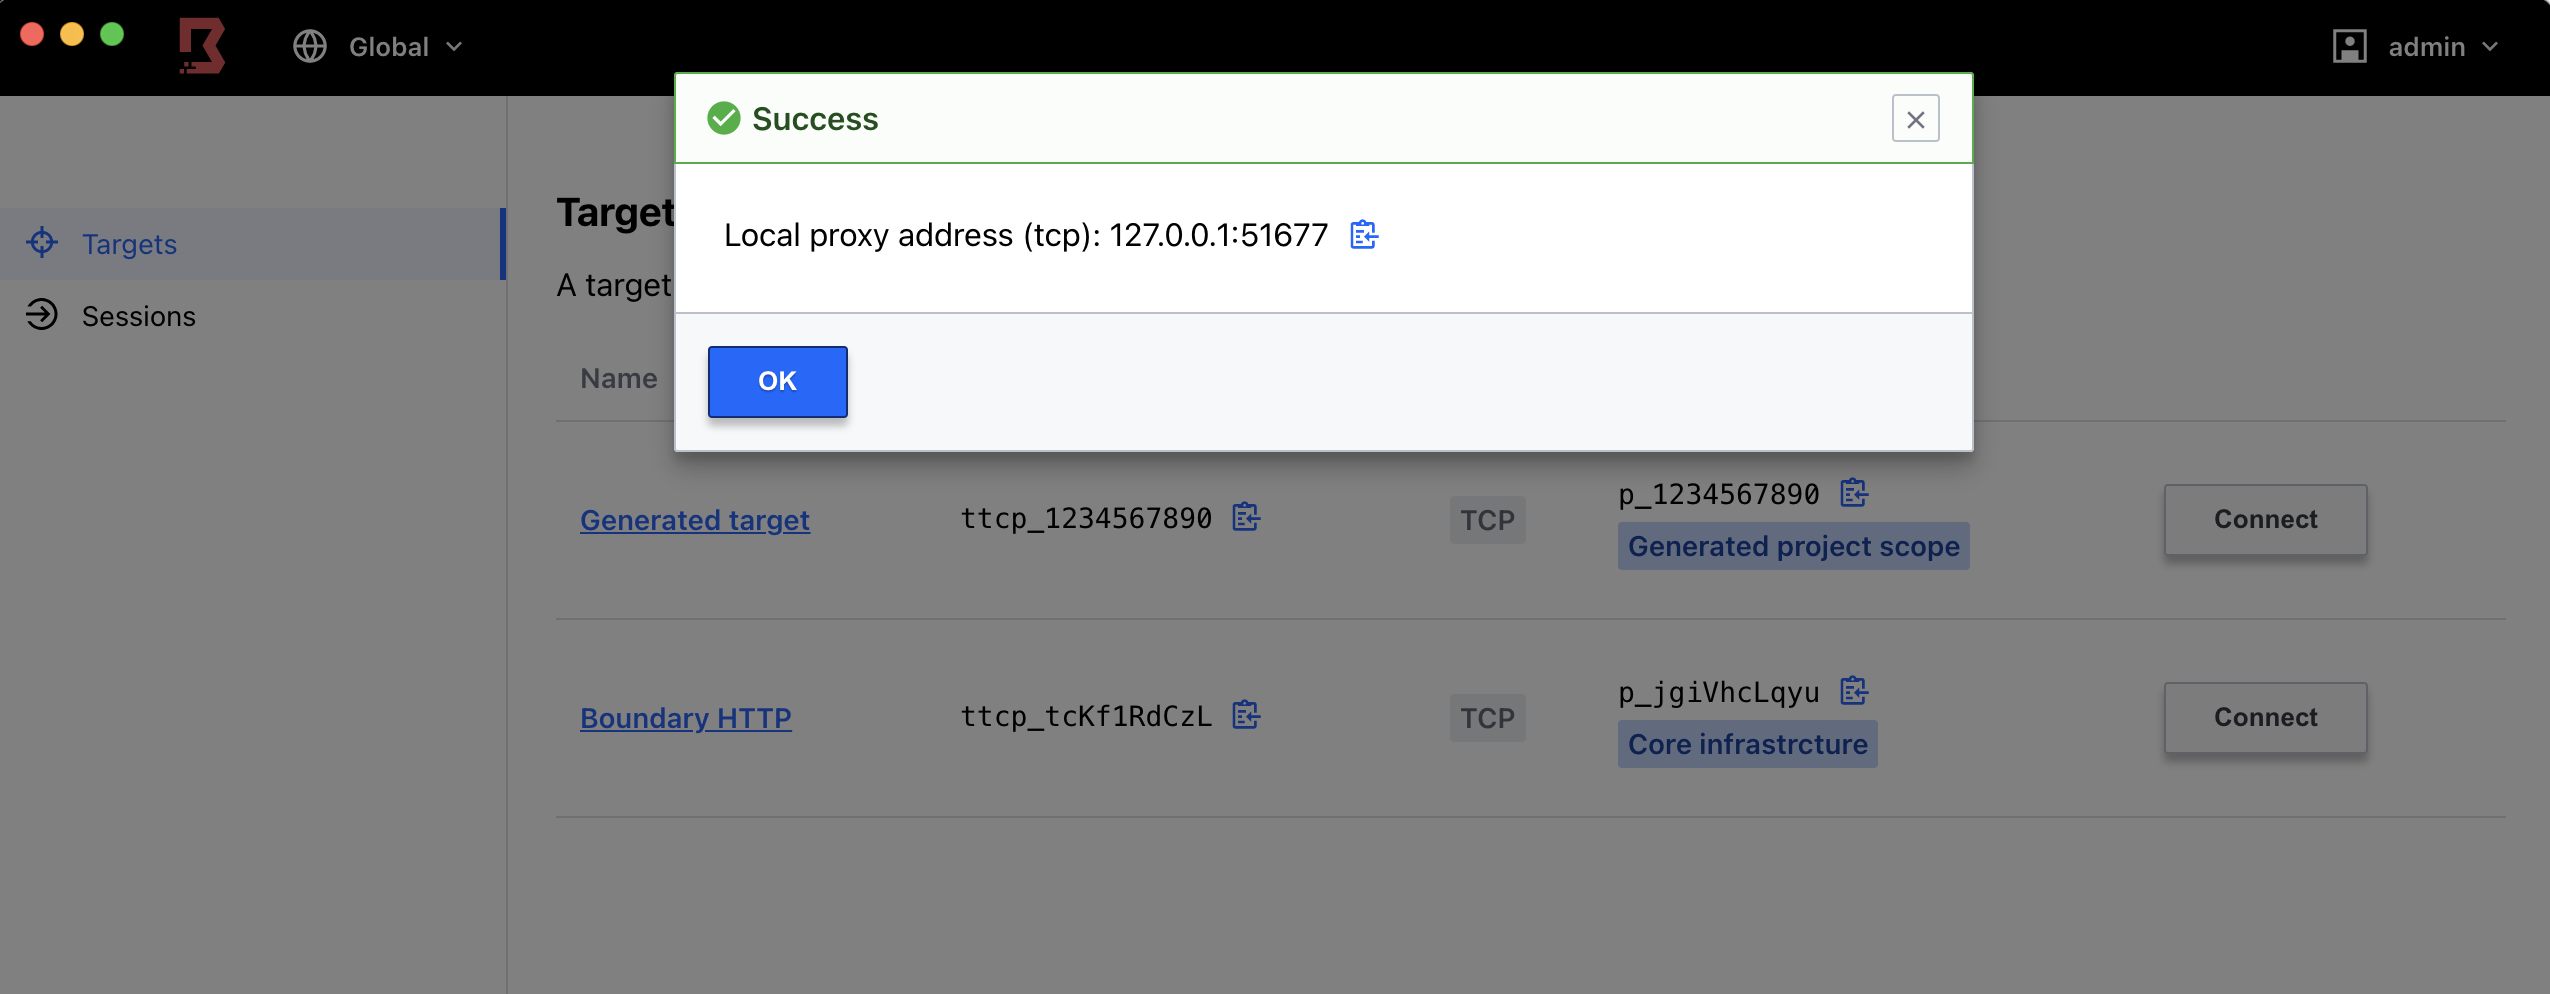 Global
admin
Success
Local proxy address (tcp): 127.0.0.1:51677
OK
Targets
Sessions
Target
A target
Name
Generated target ttcp_1234567890 TCP p_1234567890 Connect
Generated project scope
Boundary HTTP ttcp_tcKf1RdCzL TCP p_jgiVhcLqyu Connect
Core infrastrcture